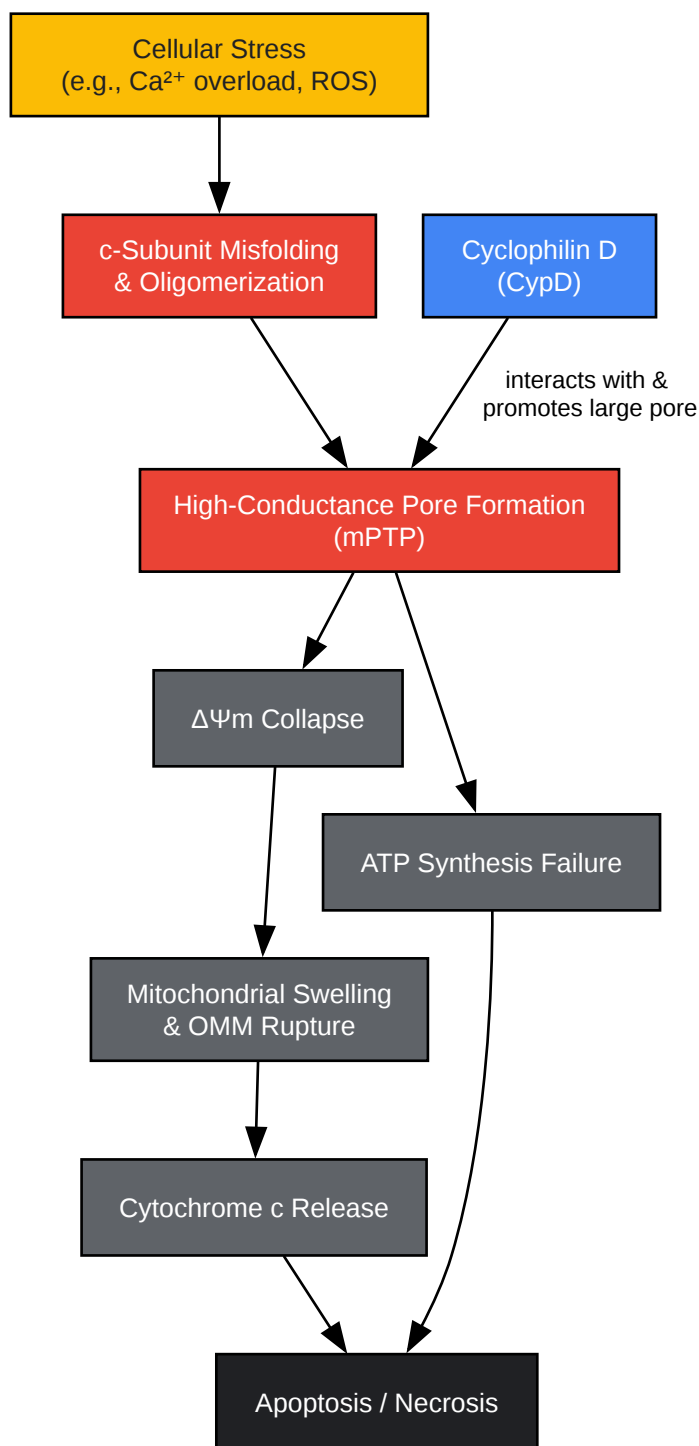 Cellular Stress
(e.g., Ca²⁺ overload, ROS)
c-Subunit Misfolding
& Oligomerization
Cyclophilin D
(CypD)
interacts with &
promotes large pore
High-Conductance Pore Formation
(mPTP)
ΔΨm Collapse
ATP Synthesis Failure
Mitochondrial Swelling
& OMM Rupture
Cytochrome c Release
Apoptosis / Necrosis